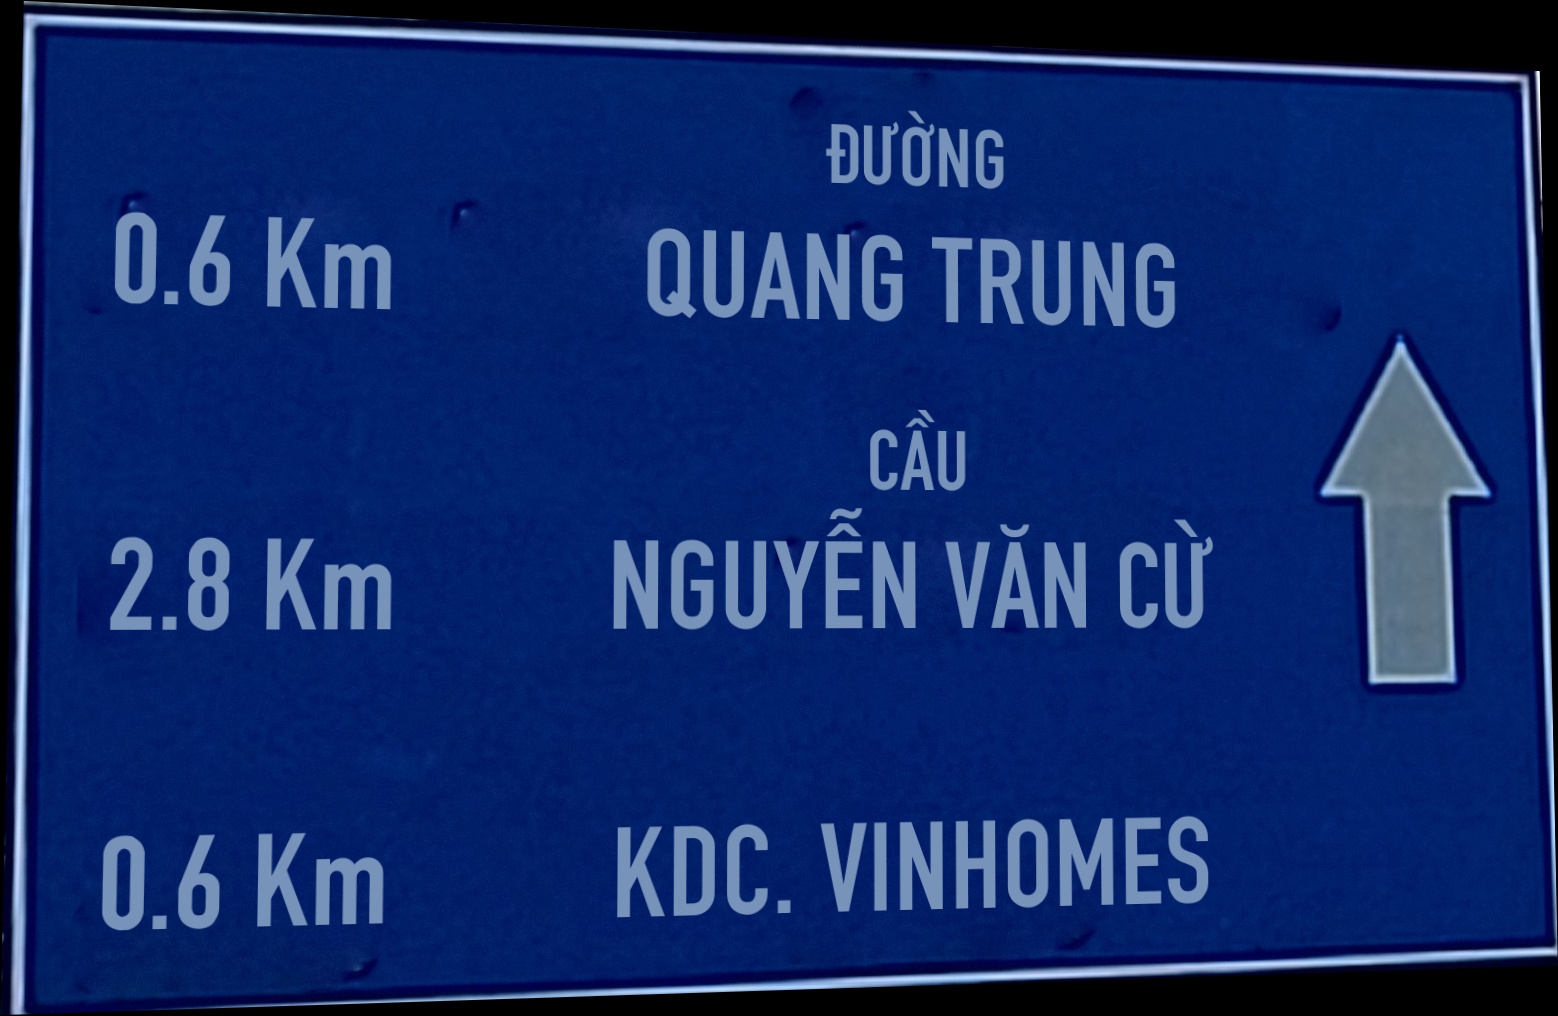 ĐƯỜNG
0.6 Km QUANG TRUNG
CẦU
2.8 Km NGUYỄN VĂN CỪ
0.6 Km KDC. VINHOMES